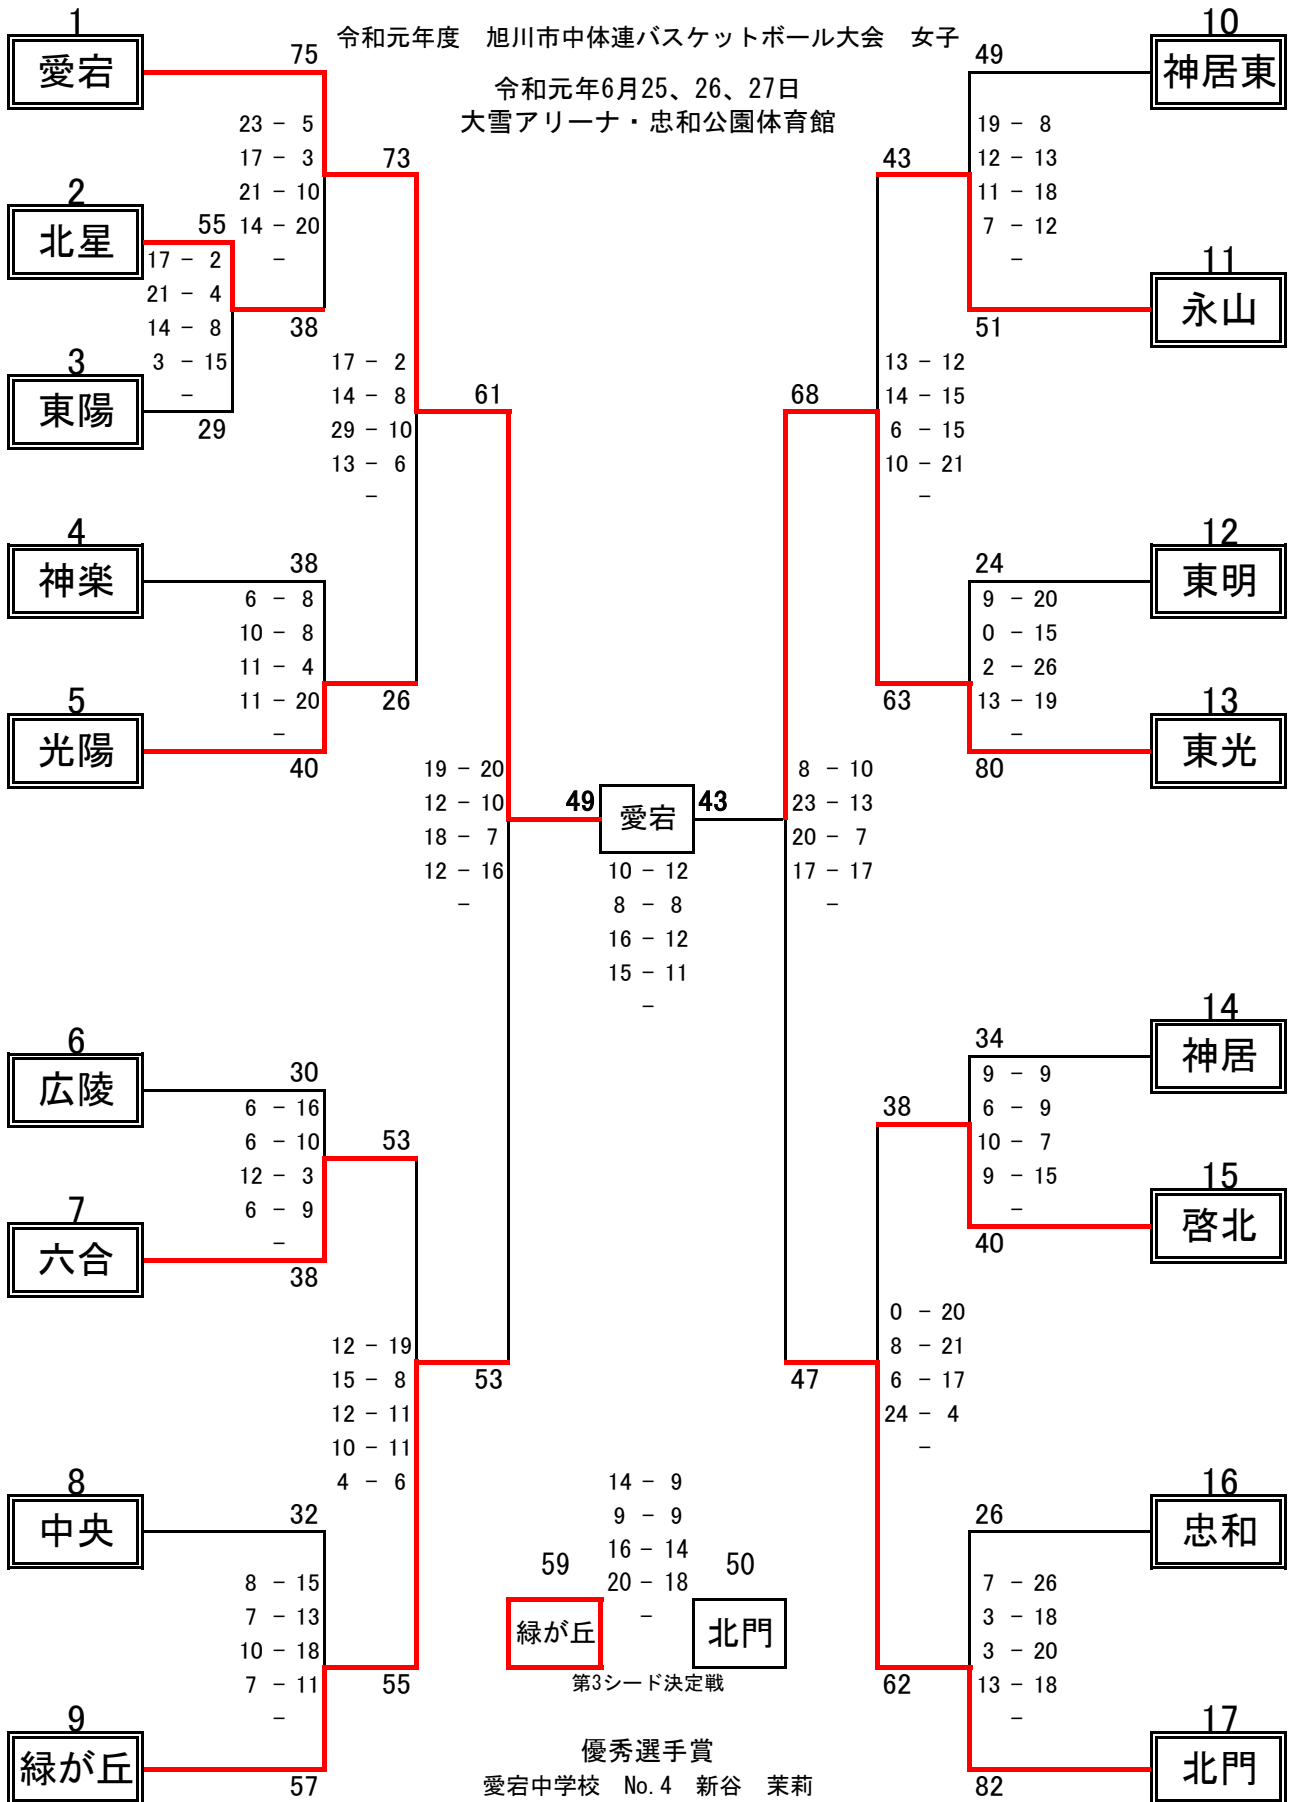 令和元年度　旭川市中体連バスケットボール大会　女子
令和元年6月25、26、27日
大雪アリーナ・忠和公園体育館
1
愛宕
75
23 － 5
17 － 3
21 － 10
14 － 20
－
73
2
北星
55
17 － 2
21 － 4
14 － 8
3 － 15
－
38
3
東陽
29
17 － 2
14 － 8
29 － 10
13 － 6
－
61
4
神楽
38
6 － 8
10 － 8
11 － 4
11 － 20
－
26
5
光陽
40
19 － 20
12 － 10
18 － 7
12 － 16
－
6
広陵
30
6 － 16
6 － 10
12 － 3
6 － 9
－
53
7
六合
38
12 － 19
15 － 8
12 － 11
10 － 11
4 － 6
53
8
中央
32
8 － 15
7 － 13
10 － 18
7 － 11
－
55
9
緑が丘
57
49
愛宕
43
10 － 12
8 － 8
16 － 12
15 － 11
－
10
神居東
49
19 － 8
12 － 13
11 － 18
7 － 12
－
43
11
永山
51
13 － 12
14 － 15
6 － 15
10 － 21
－
68
12
東明
24
9 － 20
0 － 15
2 － 26
13 － 19
－
63
13
東光
80
8 － 10
23 － 13
20 － 7
17 － 17
－
14
神居
34
9 － 9
6 － 9
10 － 7
9 － 15
－
38
15
啓北
40
0 － 20
8 － 21
6 － 17
24 － 4
－
47
16
忠和
26
7 － 26
3 － 18
3 － 20
13 － 18
－
62
17
北門
82
14 － 9
9 － 9
16 － 14
20 － 18
－
59
50
緑が丘
北門
第3シード決定戦
優秀選手賞
愛宕中学校　No.4　新谷　茉莉